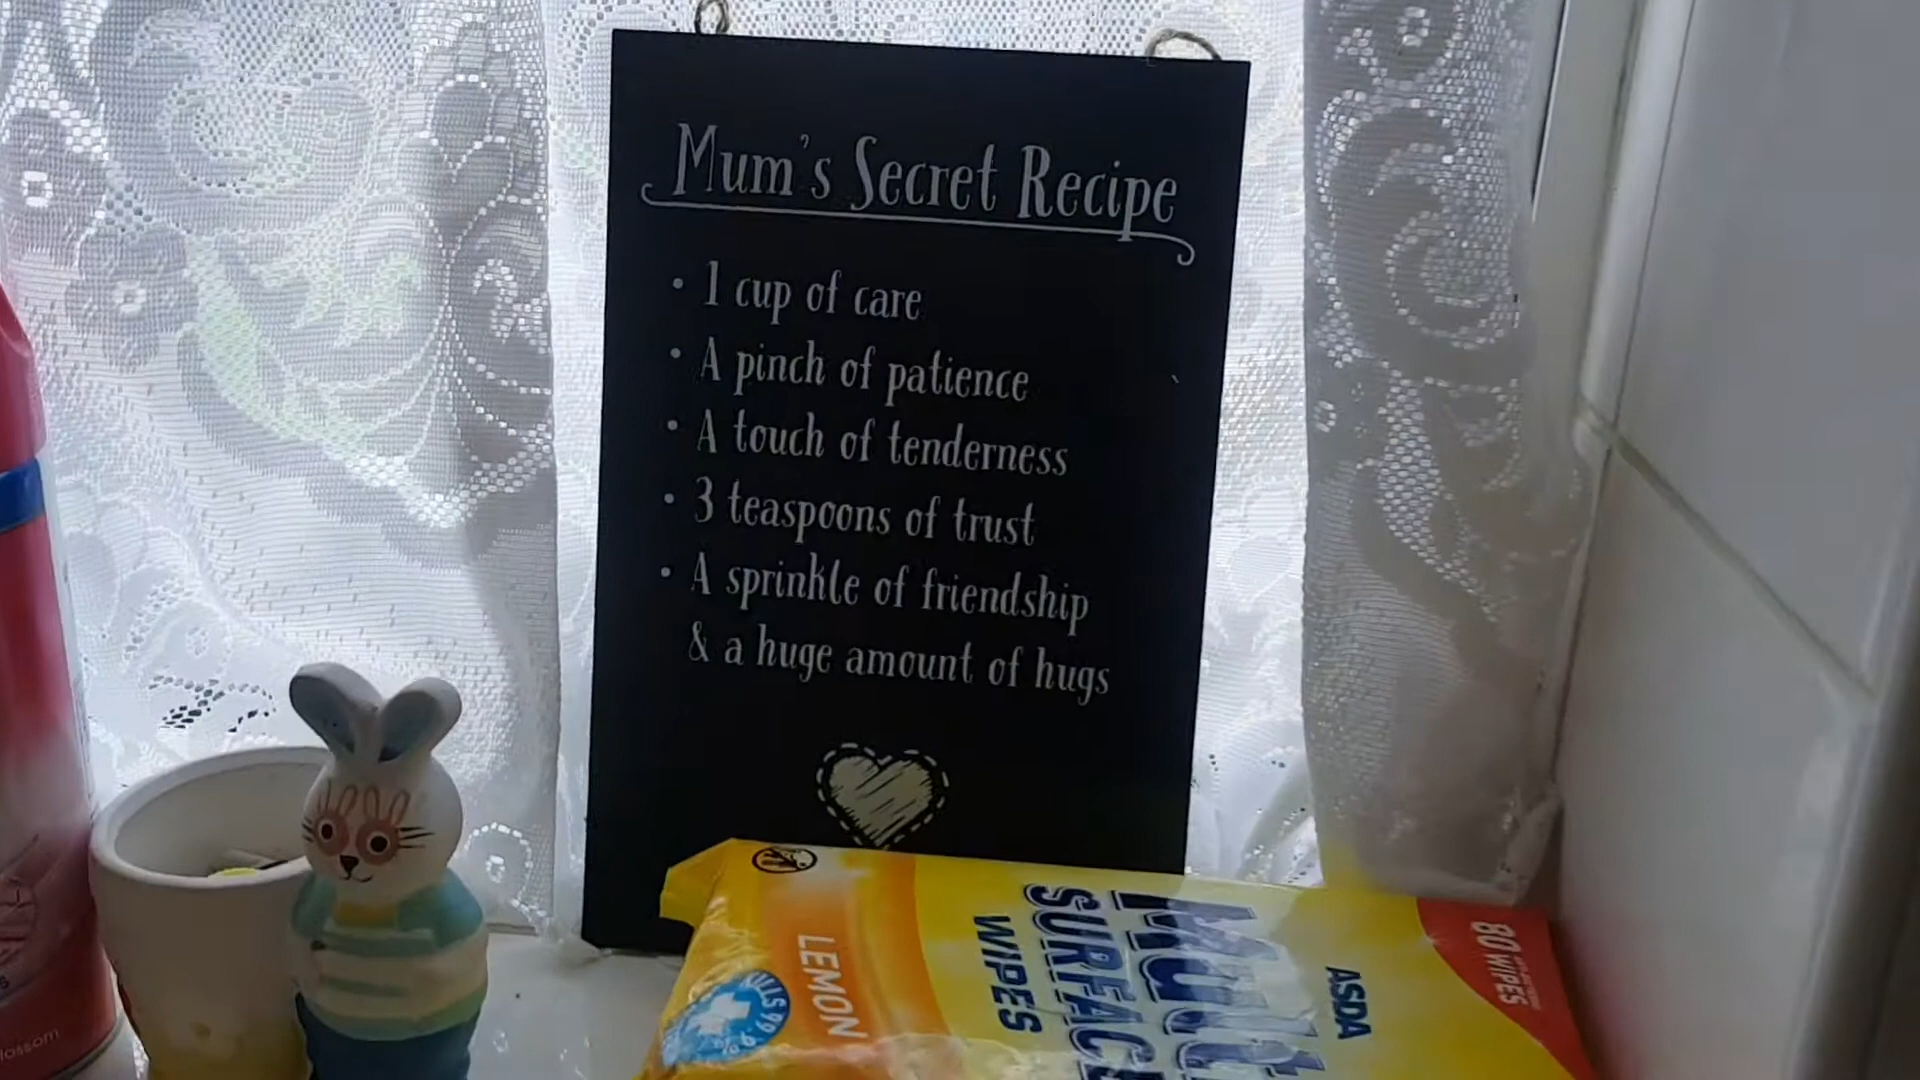 Mum's Secret Recipe
• 1 cup of care
• A pinch of patience
• A touch of tenderness
• 3 teaspoons of trust
• A sprinkle of friendship
& a huge amount of hugs
LEMON
WIPES
ASDA
80 WIPES